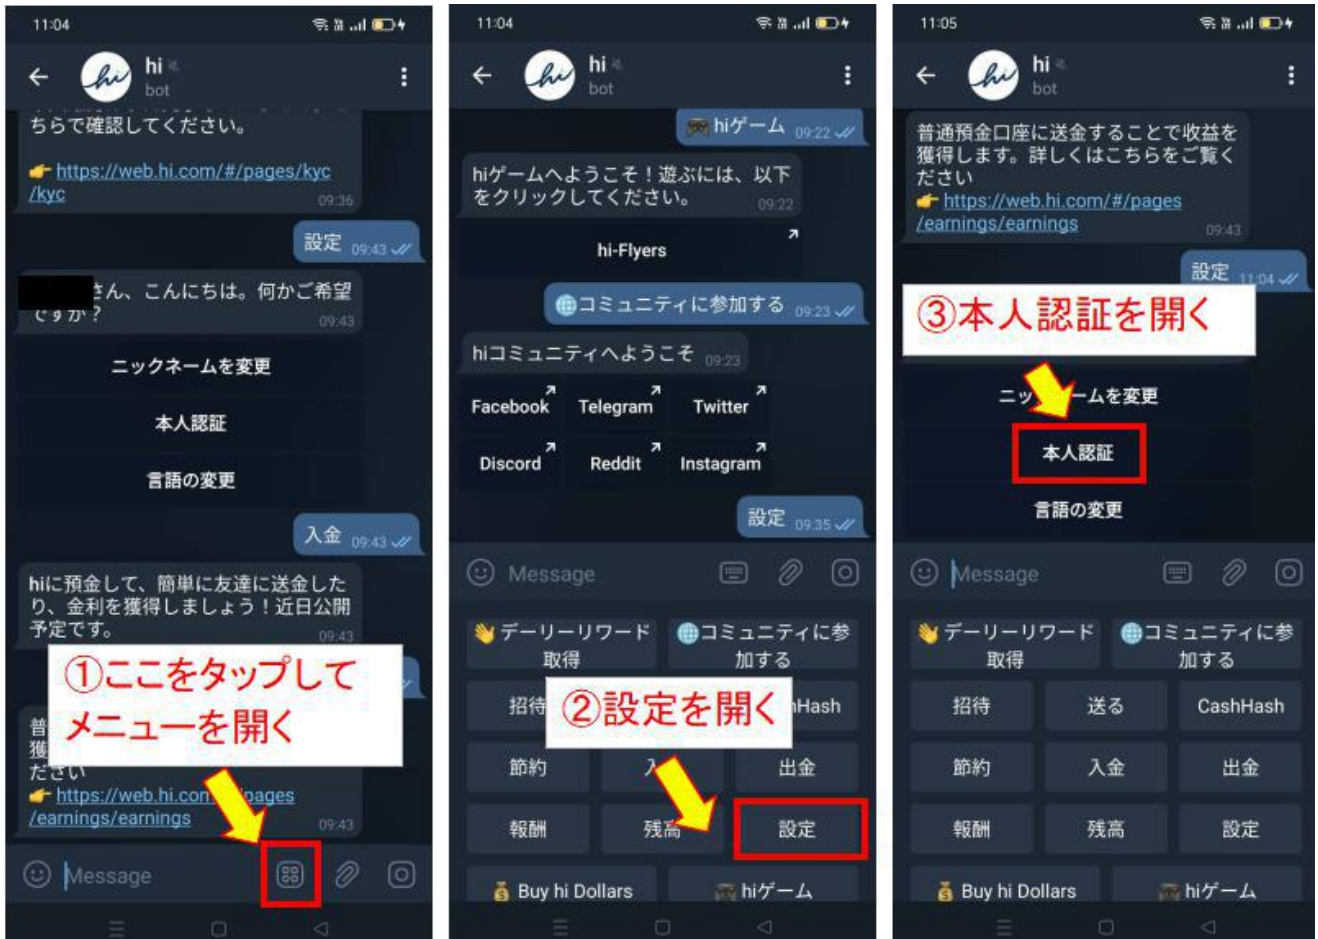 11:04
hi
bot
ちらで確認してください。
https://web.hi.com/#/pages/kyc
/kyc
09:36
設定 09:43
さん、こんにちは。何かご希望
ですか?
09:43
ニックネームを変更
本人認証
言語の変更
入金 09:43
hiに預金して、簡単に友達に送金した
り、金利を獲得しましょう!近日公開
予定です。
09:43
①ここをタップして
メニューを開く
普
獲
ださい
https://web.hi.con
pages
/earnings/earnings
09:43
Message
11:04
hi
bot
hiゲーム 09:22
hiゲームへようこそ!遊ぶには、以下
をクリックしてください。
09:22
hi-Flyers
コミュニティに参加する 09:23
hiコミュニティへようこそ 09:23
Facebook Telegram Twitter
Discord Reddit Instagram
設定 09:35
Message
デーリーリワード
取得
コミュニティに参
加する
招待
hHash
②設定を開く
節約
入
出金
報酬 残高 設定
Buy hi Dollars hiゲーム
11:05
hi
bot
普通預金口座に送金することで収益を
獲得します。詳しくはこちらをご覧く
ださい
https://web.hi.com/#/pages
/earnings/earnings
09:43
設定 11:04
③本人認証を開く
ニッ
ームを変更
本人認証
言語の変更
Message
デーリーリワード
取得
コミュニティに参
加する
招待 送る CashHash
節約 入金 出金
報酬 残高 設定
Buy hi Dollars hiゲーム